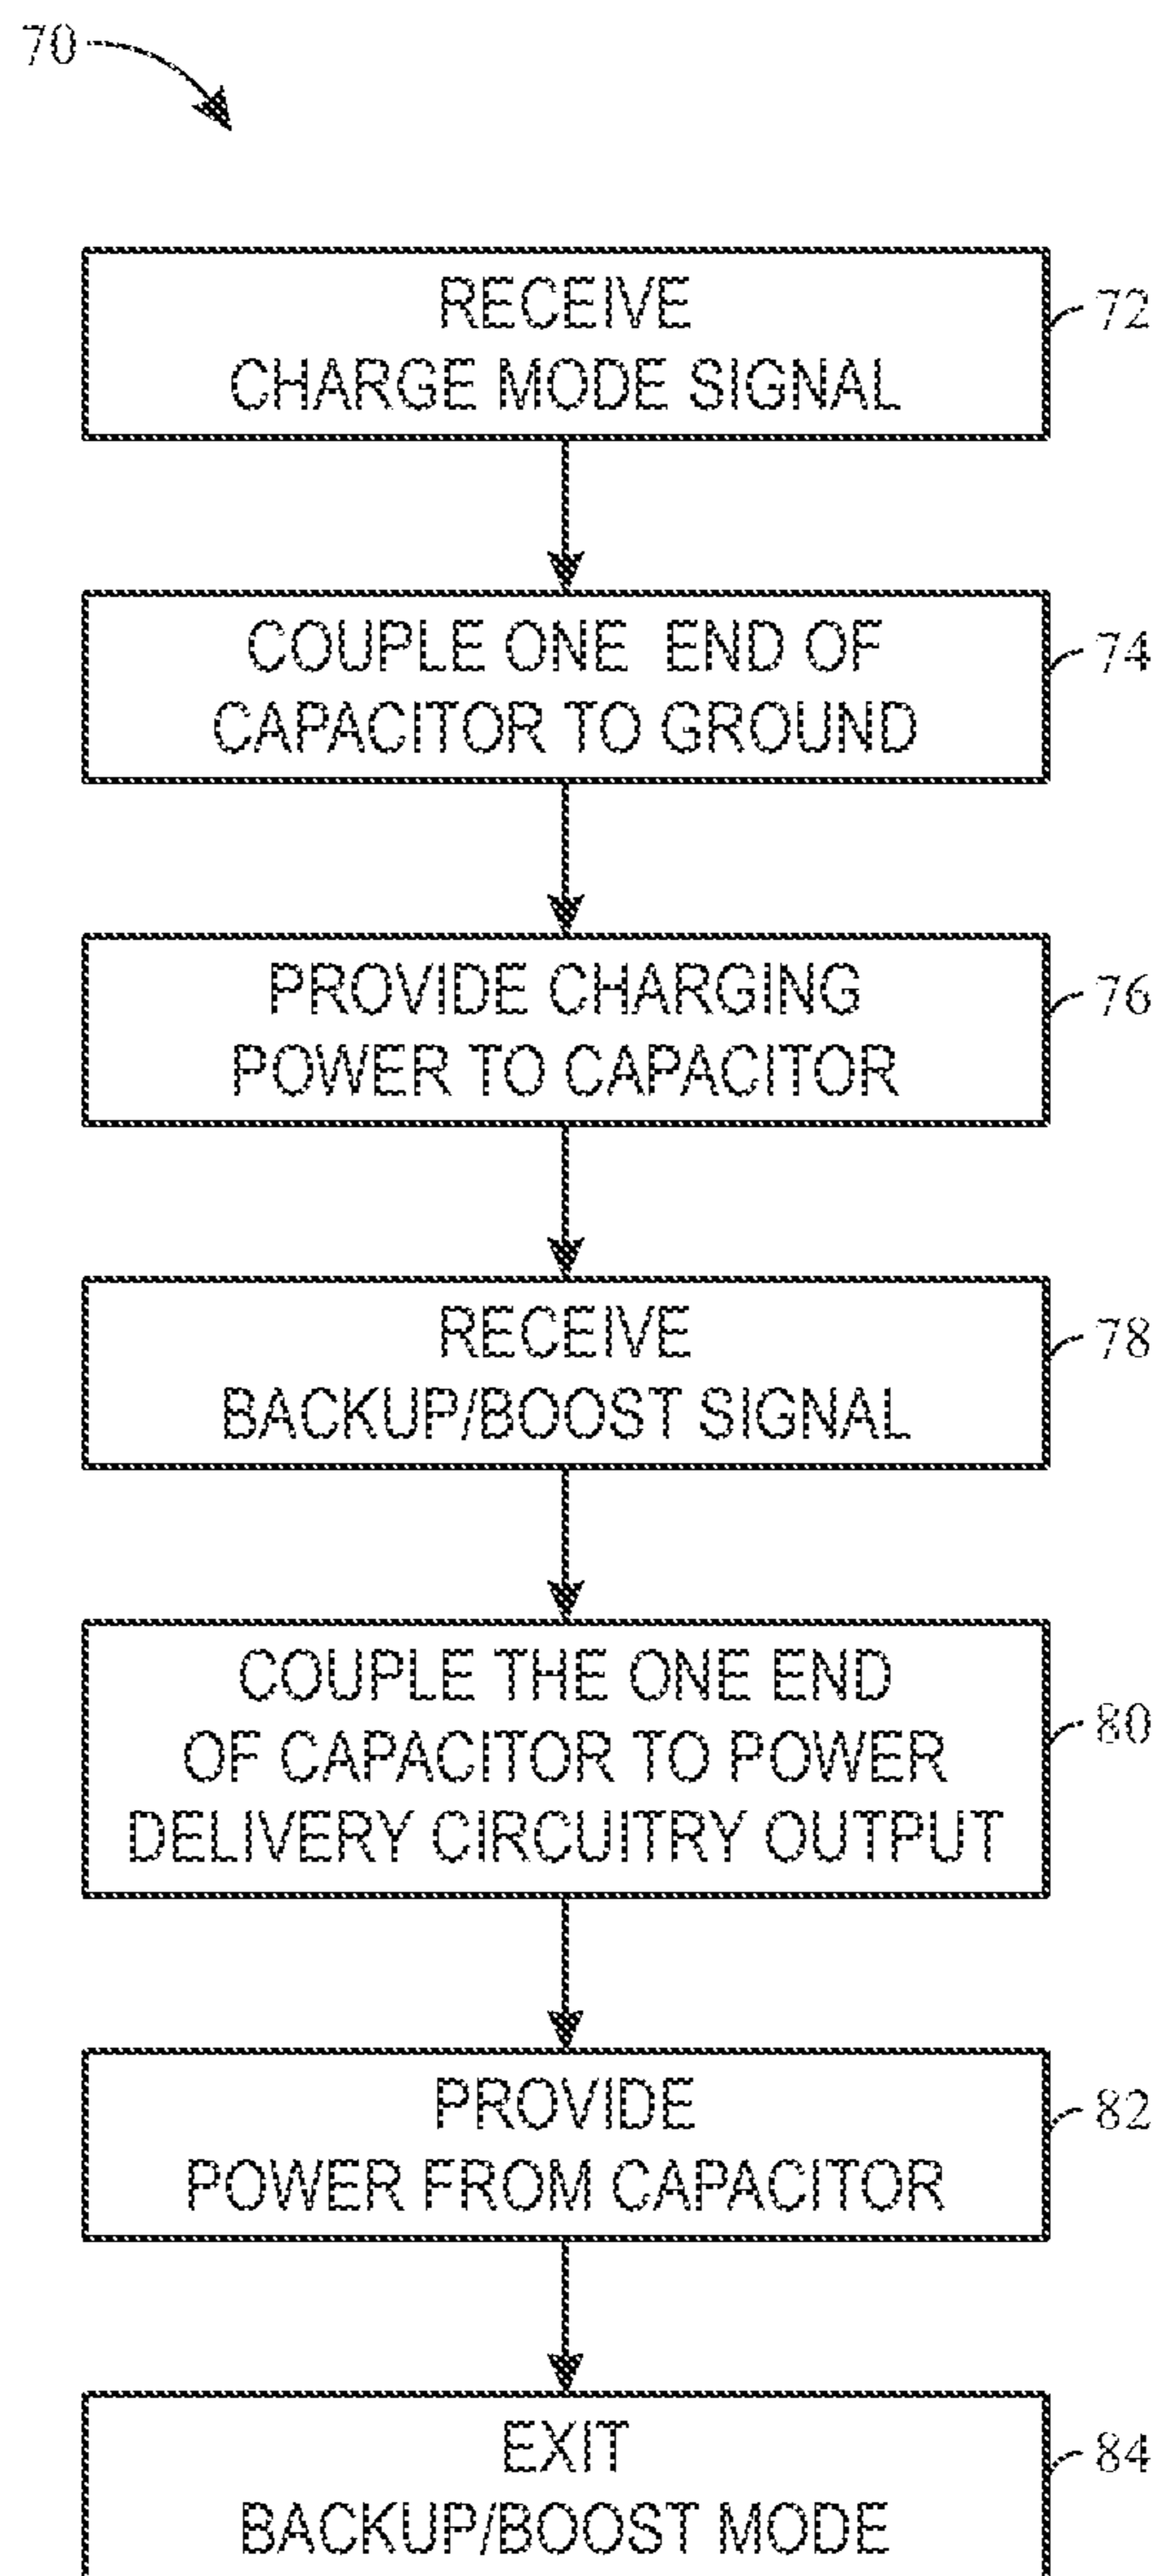 70
RECEIVE
CHARGE MODE SIGNAL
72
COUPLE ONE END OF
CAPACITOR TO GROUND
74
PROVIDE CHARGING
POWER TO CAPACITOR
76
RECEIVE
BACKUP/BOOST SIGNAL
78
COUPLE THE ONE END
OF CAPACITOR TO POWER
DELIVERY CIRCUITRY OUTPUT
80
PROVIDE
POWER FROM CAPACITOR
82
EXIT
BACKUP/BOOST MODE
84